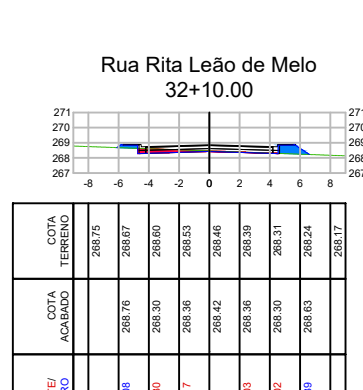 Rua Rita Leão de Melo
32+10.00
271 271
270 270
269 269
268 268
267 267
-8 -6 -4 -2 0 2 4 6 8
COTA
TERRENO
268.75 268.67 268.60 268.53 268.46 268.39 268.31 268.24 268.17
COTA
ACABADO
268.76 268.30 268.36 268.42 268.36 268.30 268.63